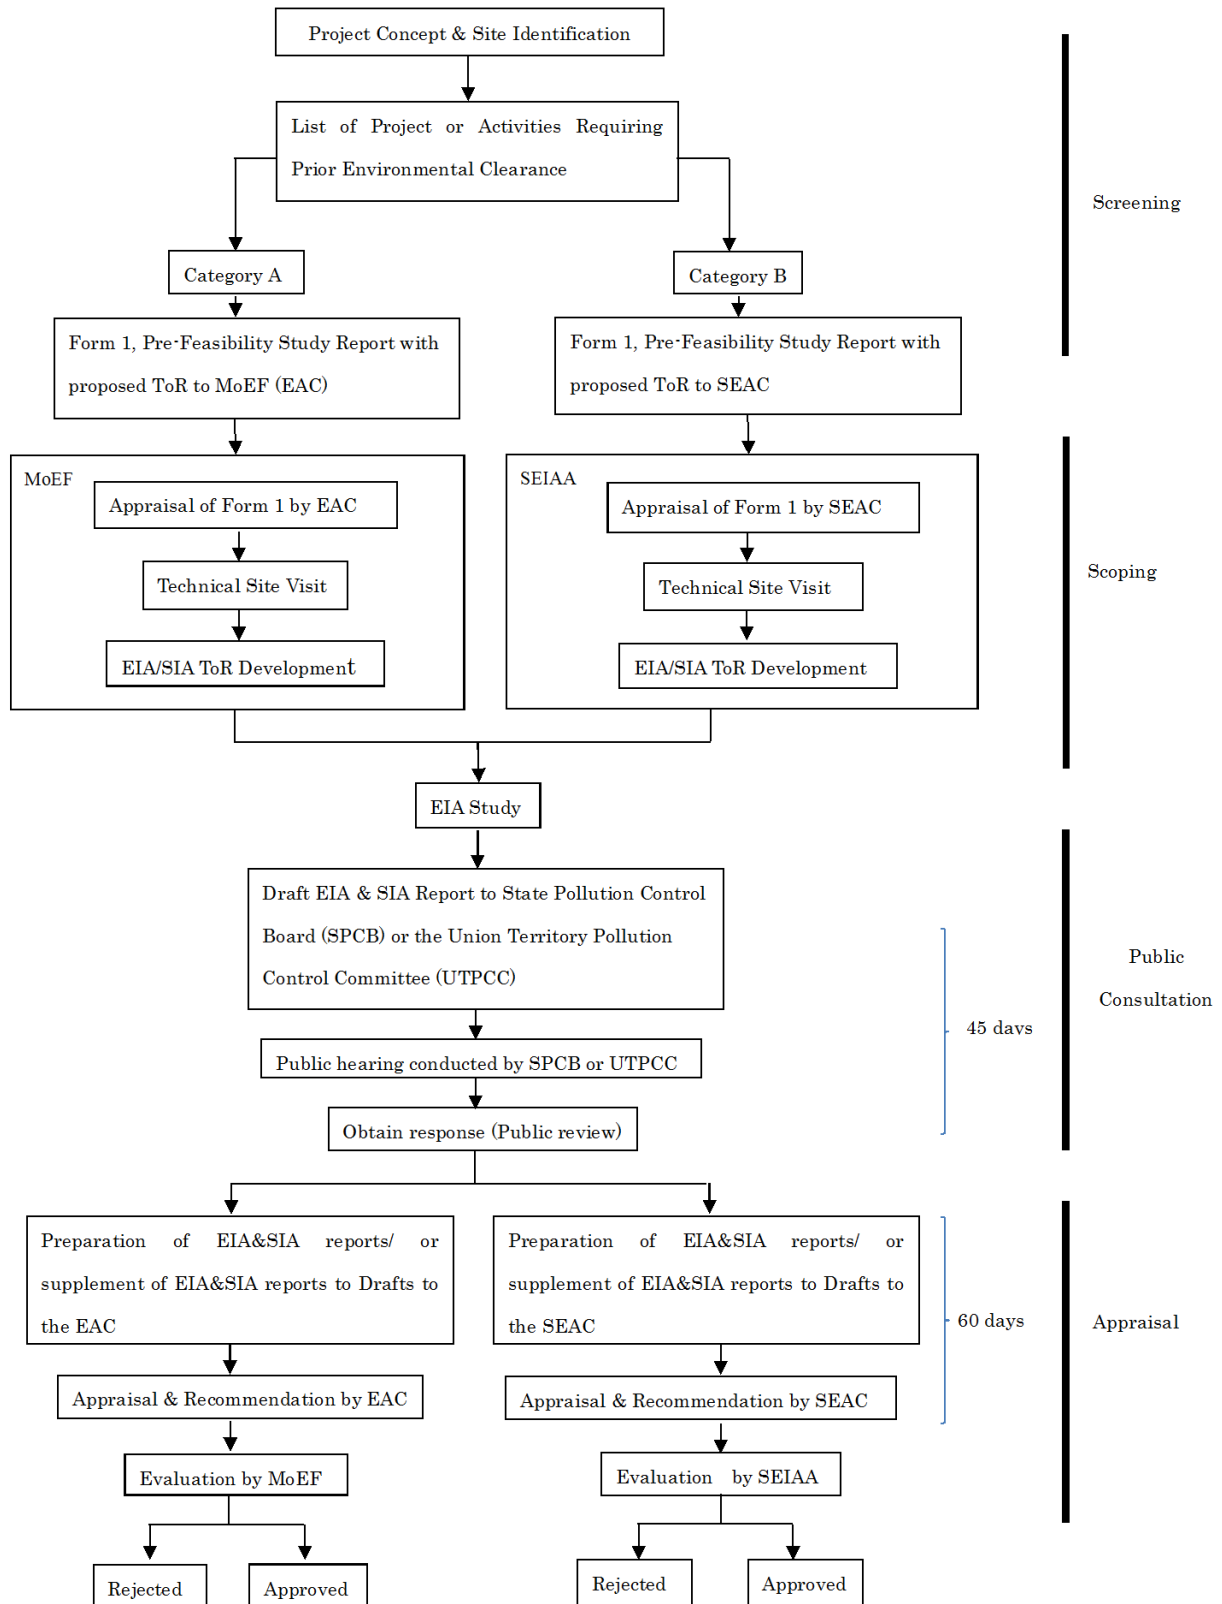 Project Concept & Site Identification
List of Project or Activities Requiring
Prior Environmental Clearance
Screening
Category A
Category B
Form 1, Pre-Feasibility Study Report with
proposed ToR to MoEF (EAC)
Form 1, Pre-Feasibility Study Report with
proposed ToR to SEAC
MoEF
Appraisal of Form 1 by EAC
Technical Site Visit
EIA/SIA ToR Development
SEIAA
Appraisal of Form 1 by SEAC
Technical Site Visit
EIA/SIA ToR Development
Scoping
EIA Study
Draft EIA & SIA Report to State Pollution Control
Board (SPCB) or the Union Territory Pollution
Control Committee (UTPCC)
Public hearing conducted by SPCB or UTPCC
Obtain response (Public review)
45 days
Public
Consultation
Preparation of EIA&SIA reports/ or
supplement of EIA&SIA reports to Drafts to
the EAC
Preparation of EIA&SIA reports/ or
supplement of EIA&SIA reports to Drafts to
the SEAC
60 days
Appraisal
Appraisal & Recommendation by EAC
Appraisal & Recommendation by SEAC
Evaluation by MoEF
Evaluation by SEIAA
Rejected
Approved
Rejected
Approved